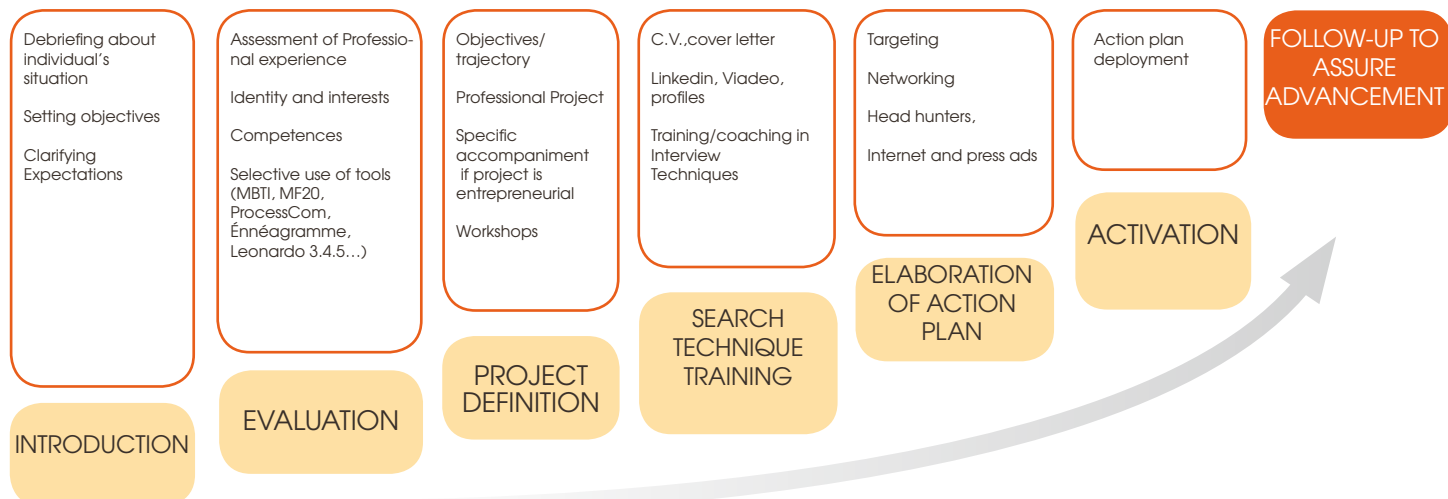 Debriefing about
individual's
situation
Setting objectives
Clarifying
Expectations
INTRODUCTION
Assessment of Professio-
nal experience
Identity and interests
Competences
Selective use of tools
(MBTI, MF20,
ProcessCom,
Énnéagramme,
Leonardo 3.4.5...)
EVALUATION
Objectives/
trajectory
Professional Project
Specific
accompaniment
if project is
entrepreneurial
Workshops
PROJECT
DEFINITION
C.V.,cover letter
Linkedin, Viadeo,
profiles
Training/coaching in
Interview
Techniques
SEARCH
TECHNIQUE
TRAINING
Targeting
Networking
Head hunters,
Internet and press ads
ELABORATION
OF ACTION
PLAN
Action plan
deployment
ACTIVATION
FOLLOW-UP TO
ASSURE
ADVANCEMENT